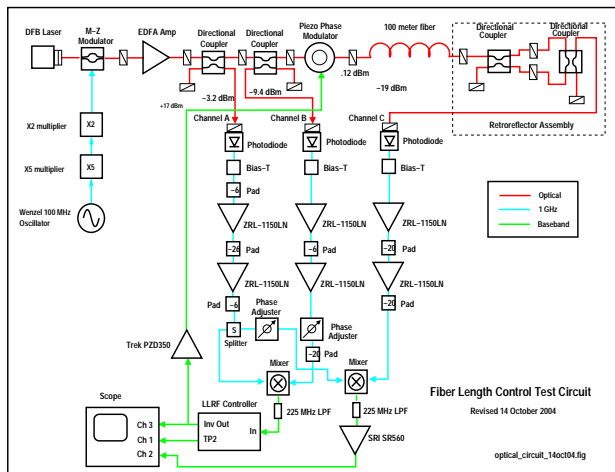 DFB Laser
M−Z
Modulator
EDFA Amp
Directional
Coupler
Directional
Coupler
Piezo Phase
Modulator
100 meter fiber
Directional
Coupler
Directional
Coupler
+17 dBm
−3.2 dBm
−9.4 dBm
.12 dBm
−19 dBm
Retroreflector Assembly
X2 multiplier
X2
X5 multiplier
X5
Wenzel 100 MHz
Oscillator
Channel A
Channel B
Channel C
Photodiode
Photodiode
Photodiode
Bias−T
Bias−T
Bias−T
−6
Pad
ZRL−1150LN
ZRL−1150LN
ZRL−1150LN
−26
Pad
−6
Pad
−20
Pad
ZRL−1150LN
ZRL−1150LN
ZRL−1150LN
Pad
−6
−20
Pad
S
Splitter
Phase
Adjuster
Phase
Adjuster
−20
Pad
Mixer
Mixer
Optical
1 GHz
Baseband
Trek PZD350
Scope
Ch 3
Ch 1
Ch 2
LLRF Controller
Inv Out
TP2
In
225 MHz LPF
225 MHz LPF
SRI SR560
Fiber Length Control Test Circuit
Revised 14 October 2004
optical_circuit_14oct04.fig